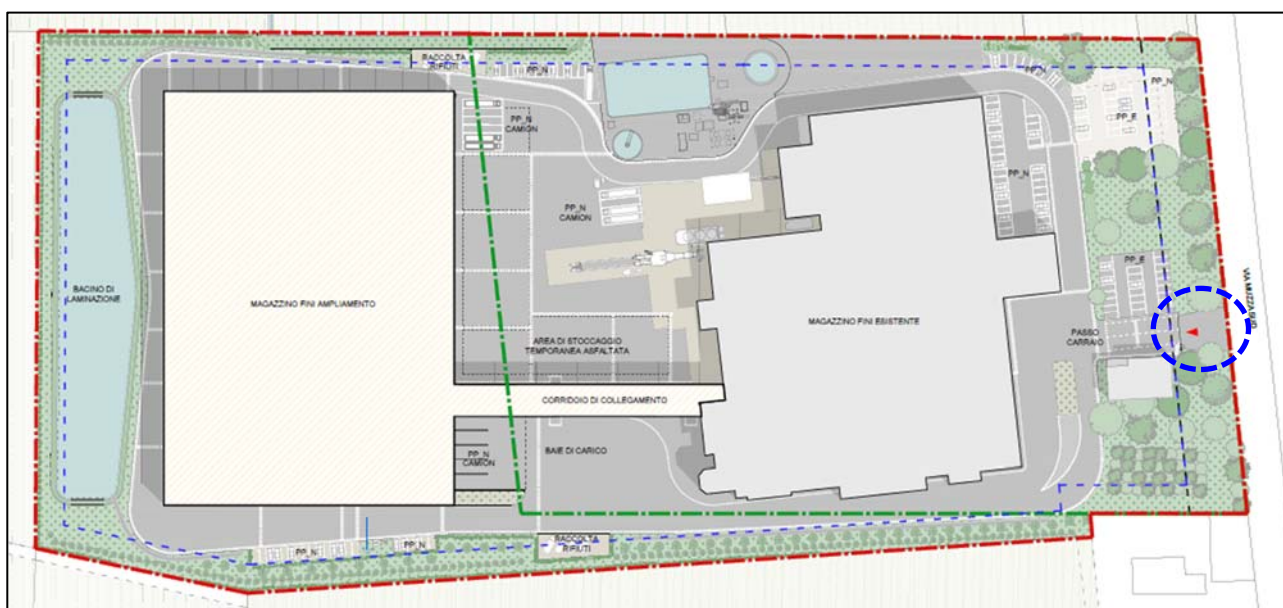 RACCOLTA
RIFIUTI
PP_N
PP_N
PP_N
PP_E
PP_N
CAMION
PP_N
PP_N
CAMION
PP_E
BACINO DI
LAMINAZIONE
MAGAZZINO FINI AMPLIAMENTO
MAGAZZINO FINI ESISTENTE
VIA MUZZA SUD
PASSO
CARRAIO
AREA DI STOCCAGGIO
TEMPORANEA ASFALTATA
CORRIDOIO DI COLLEGAMENTO
PP_N
CAMION
BAIE DI CARICO
PP_N
PP_N
RACCOLTA
RIFIUTI